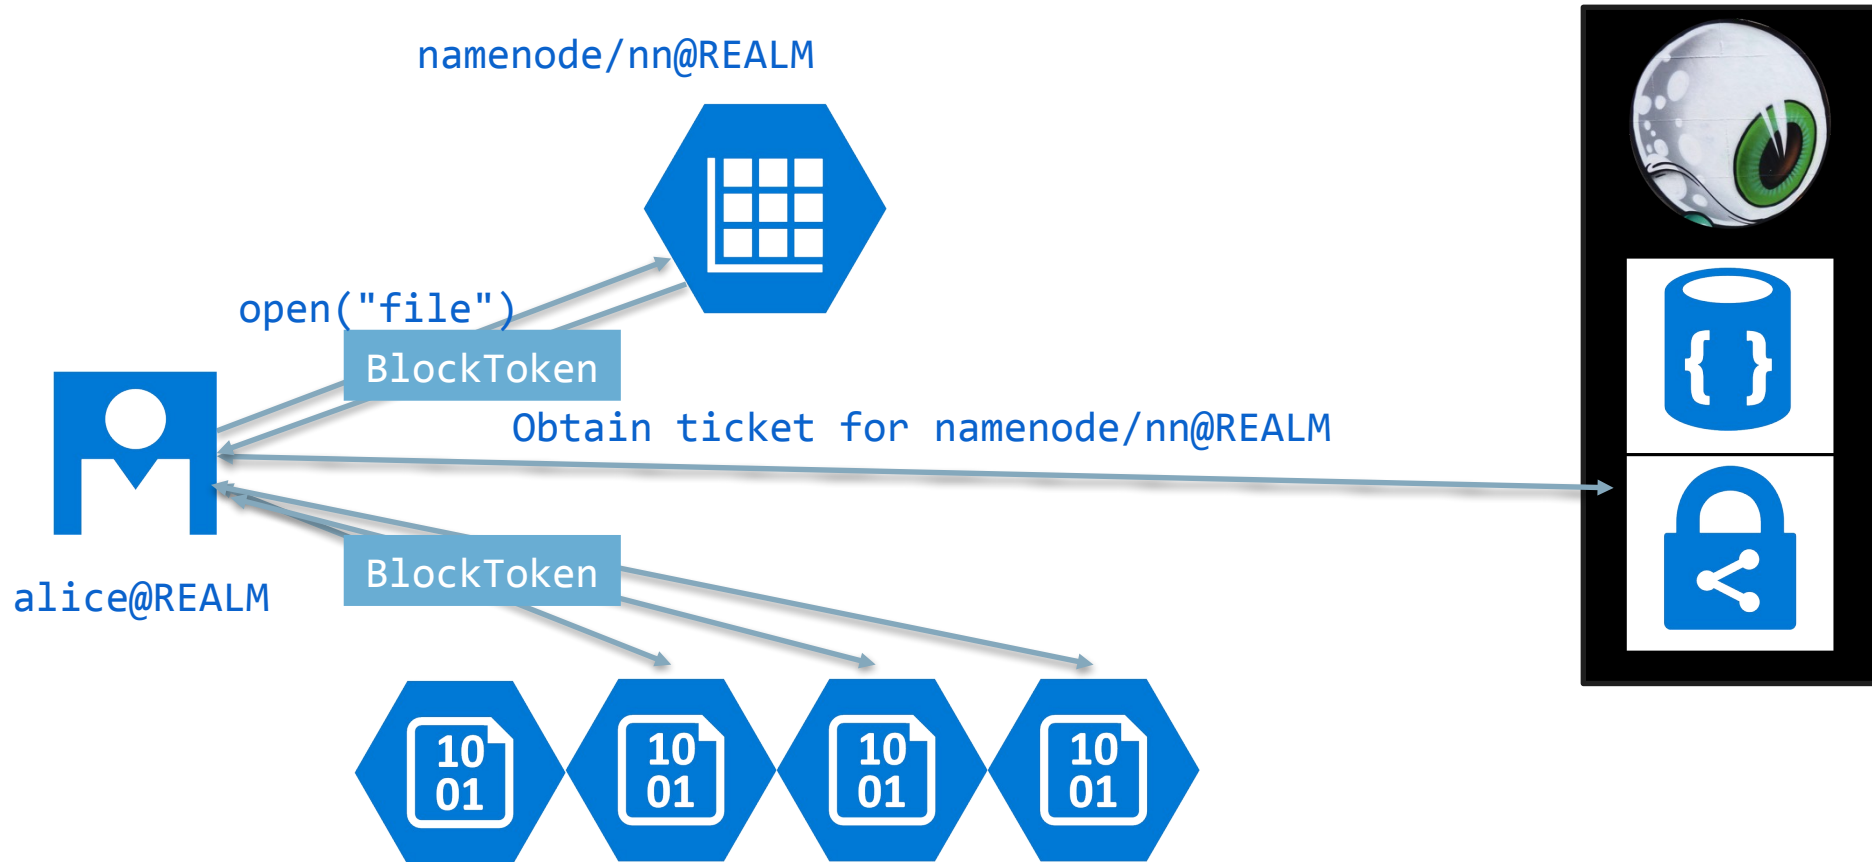 namenode/nn@REALM
open("file")
BlockToken
Obtain ticket for namenode/nn@REALM
{ }
BlockToken
alice@REALM
10
01
10
01
10
01
10
01